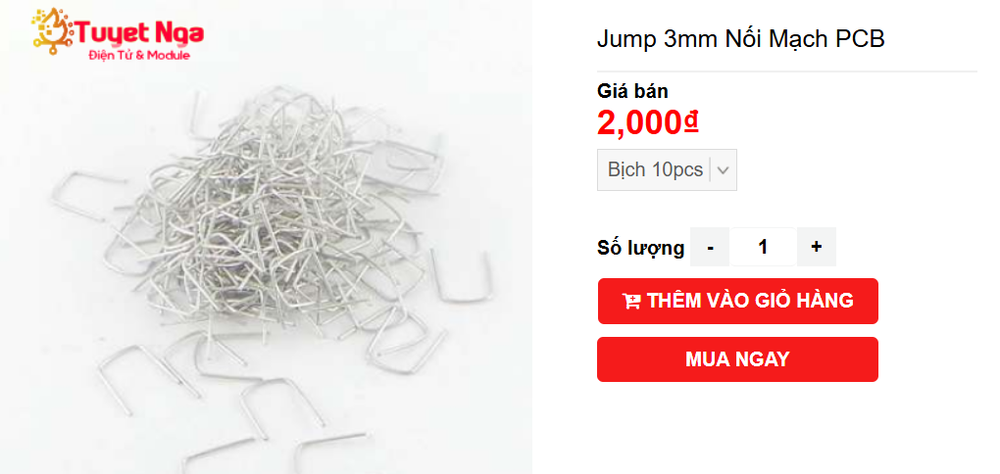 Tuyet Nga
Điện Tử & Module
Jump 3mm Nối Mạch PCB
Giá bán
2,000₫
Bịch 10pcs
Số lượng - 1 +
THÊM VÀO GIỎ HÀNG
MUA NGAY